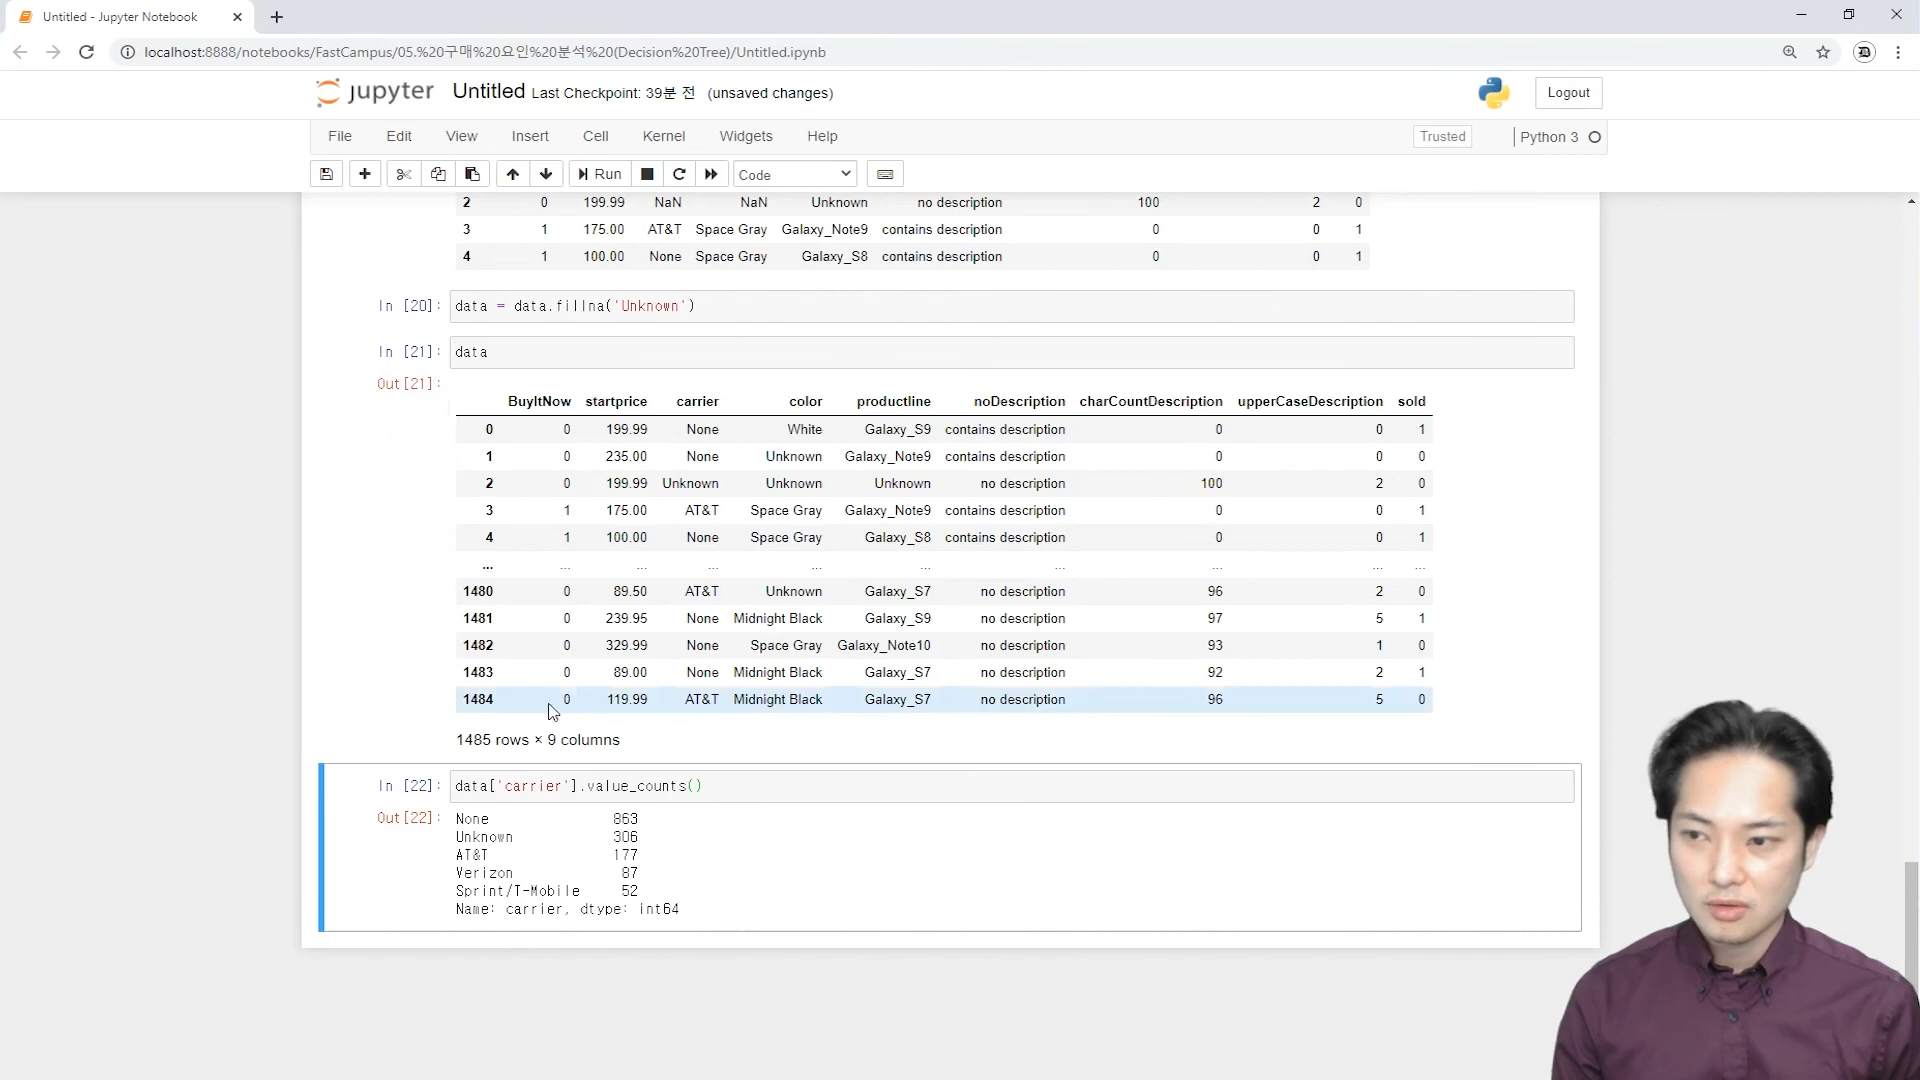 Untitled - Jupyter Notebook
localhost:8888/notebooks/FastCampus/05.%20구매%20요인%20분석%20(Decision%20Tree)/Untitled.ipynb
jupyter Untitled Last Checkpoint: 39분 전 (unsaved changes) Logout
File Edit View Insert Cell Kernel Widgets Help Trusted Python 3
Run Code
2 0 199.99 NaN NaN Unknown no description 100 2 0
3 1 175.00 AT&T Space Gray Galaxy_Note9 contains description 0 0 1
4 1 100.00 None Space Gray Galaxy_S8 contains description 0 0 1
In [20]: data = data.fillna('Unknown')
In [21]: data
Out[21]:
BuyItNow startprice carrier color productline noDescription charCountDescription upperCaseDescription sold
0 0 199.99 None White Galaxy_S9 contains description 0 0 1
1 0 235.00 None Unknown Galaxy_Note9 contains description 0 0 0
2 0 199.99 Unknown Unknown Unknown no description 100 2 0
3 1 175.00 AT&T Space Gray Galaxy_Note9 contains description 0 0 1
4 1 100.00 None Space Gray Galaxy_S8 contains description 0 0 1
... ... ... ... ... ... ... ... ... ...
1480 0 89.50 AT&T Unknown Galaxy_S7 no description 96 2 0
1481 0 239.95 None Midnight Black Galaxy_S9 no description 97 5 1
1482 0 329.99 None Space Gray Galaxy_Note10 no description 93 1 0
1483 0 89.00 None Midnight Black Galaxy_S7 no description 92 2 1
1484 0 119.99 AT&T Midnight Black Galaxy_S7 no description 96 5 0
1485 rows × 9 columns
In [22]: data['carrier'].value_counts()
Out[22]: None 863
Unknown 306
AT&T 177
Verizon 87
Sprint/T-Mobile 52
Name: carrier, dtype: int64